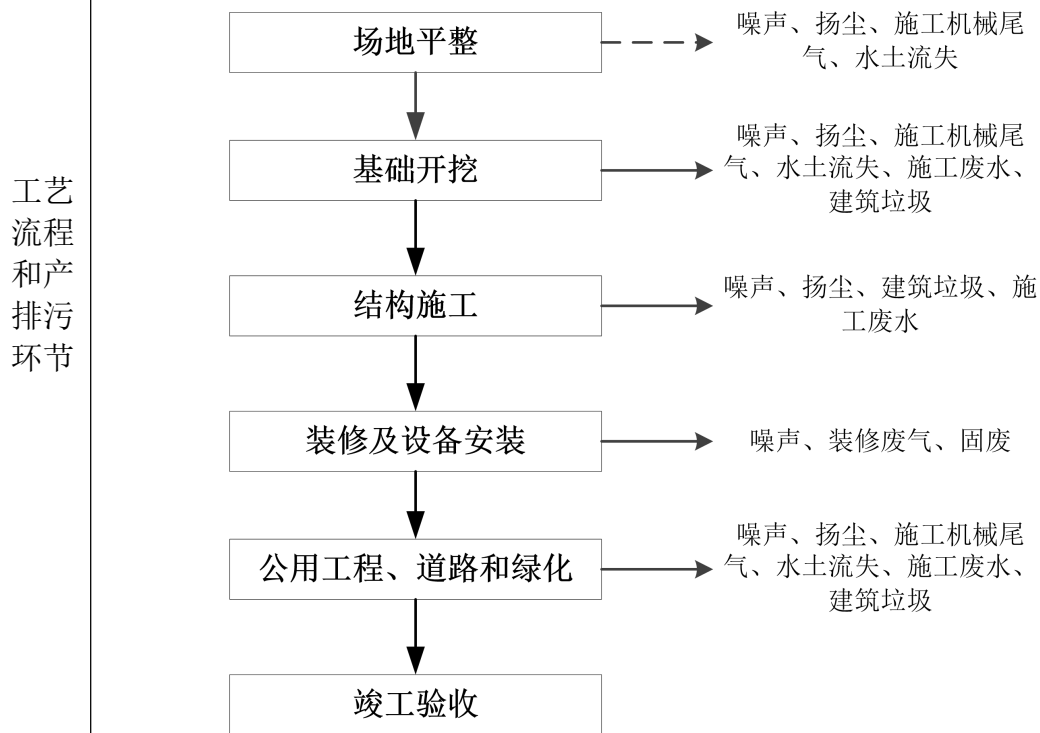 工艺
流程
和产
排污
环节
场地平整
噪声、扬尘、施工机械尾
气、水土流失
基础开挖
噪声、扬尘、施工机械尾
气、水土流失、施工废水、
建筑垃圾
结构施工
噪声、扬尘、建筑垃圾、施
工废水
装修及设备安装
噪声、装修废气、固废
公用工程、道路和绿化
噪声、扬尘、施工机械尾
气、水土流失、施工废水、
建筑垃圾
竣工验收